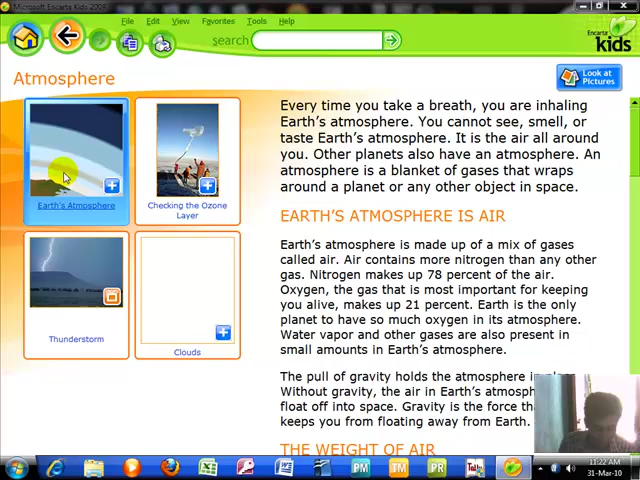 Microsoft Encarta Kids 2009
File Edit View Favorites Tools Help
search
Encarta
kids
Atmosphere
Look at
Pictures
Earth's Atmosphere
Checking the Ozone
Layer
Thunderstorm
Clouds
Every time you take a breath, you are inhaling
Earth's atmosphere. You cannot see, smell, or
taste Earth's atmosphere. It is the air all around
you. Other planets also have an atmosphere. An
atmosphere is a blanket of gases that wraps
around a planet or any other object in space.
EARTH'S ATMOSPHERE IS AIR
Earth's atmosphere is made up of a mix of gases
called air. Air contains more nitrogen than any other
gas. Nitrogen makes up 78 percent of the air.
Oxygen, the gas that is most important for keeping
you alive, makes up 21 percent. Earth is the only
planet to have so much oxygen in its atmosphere.
Water vapor and other gases are also present in
small amounts in Earth's atmosphere.
The pull of gravity holds the atmosphere in
Without gravity, the air in Earth's
float off into space. Gravity is the force
keeps you from floating away from Earth.
THE WEIGHT OF AIR
PM TM PR
11:22 AM
31-Mar-10